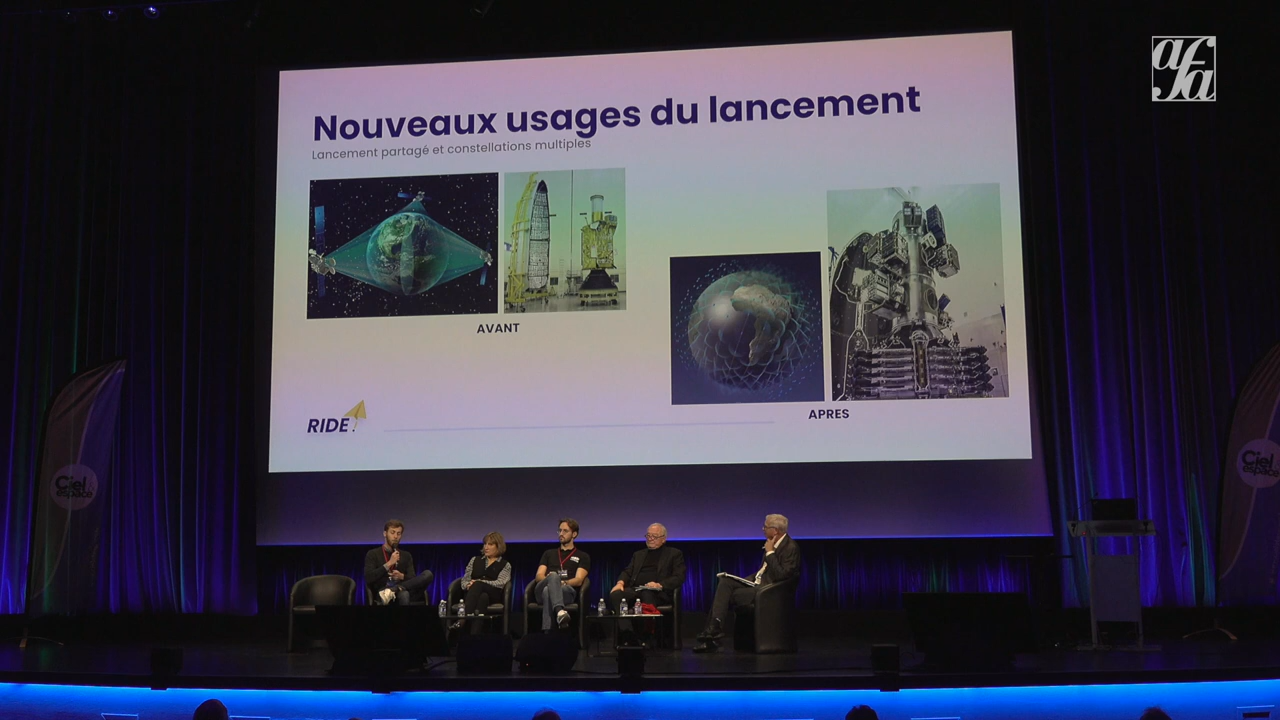 afa
Nouveaux usages du lancement
Lancement partagé et constellations multiples
AVANT
APRES
RIDE!
Ciel &
espace
Ciel
espace